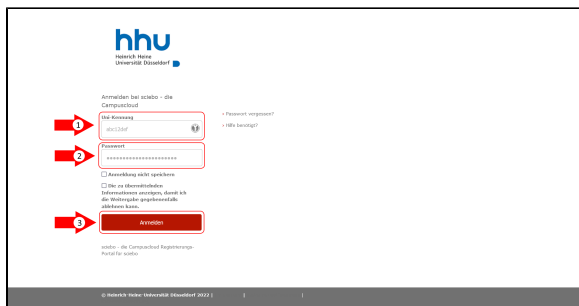 hhu
Heinrich Heine
Universität Düsseldorf
Anmelden bei sciebo – die
Campuscloud
Uni-Kennung
abc12def
› Passwort vergessen?
› Hilfe benötigt?
1
Passwort
**********************
2
Anmeldung nicht speichern
Die zu übermittelnden
Informationen anzeigen, damit ich
die Weitergabe gegebenenfalls
ablehnen kann.
3
Anmelden
sciebo - die Campuscloud Registrierungs-
Portal für sciebo
© Heinrich-Heine-Universität Düsseldorf 2022 | | |